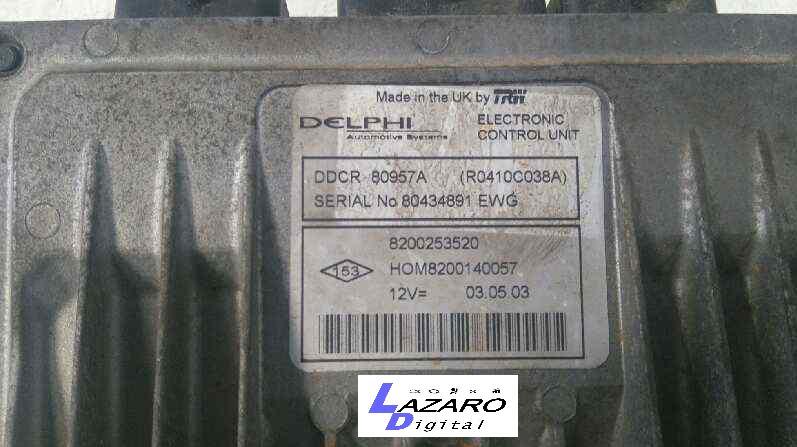 Made in the UK by TRW
DELPHI
Automotive Systems
ELECTRONIC
CONTROL UNIT
DDCR 80957A (R0410C038A)
SERIAL No 80434891 EWG
8200253520
153
HOM8200140057
12V= 03.05.03
LAZARO
Digital